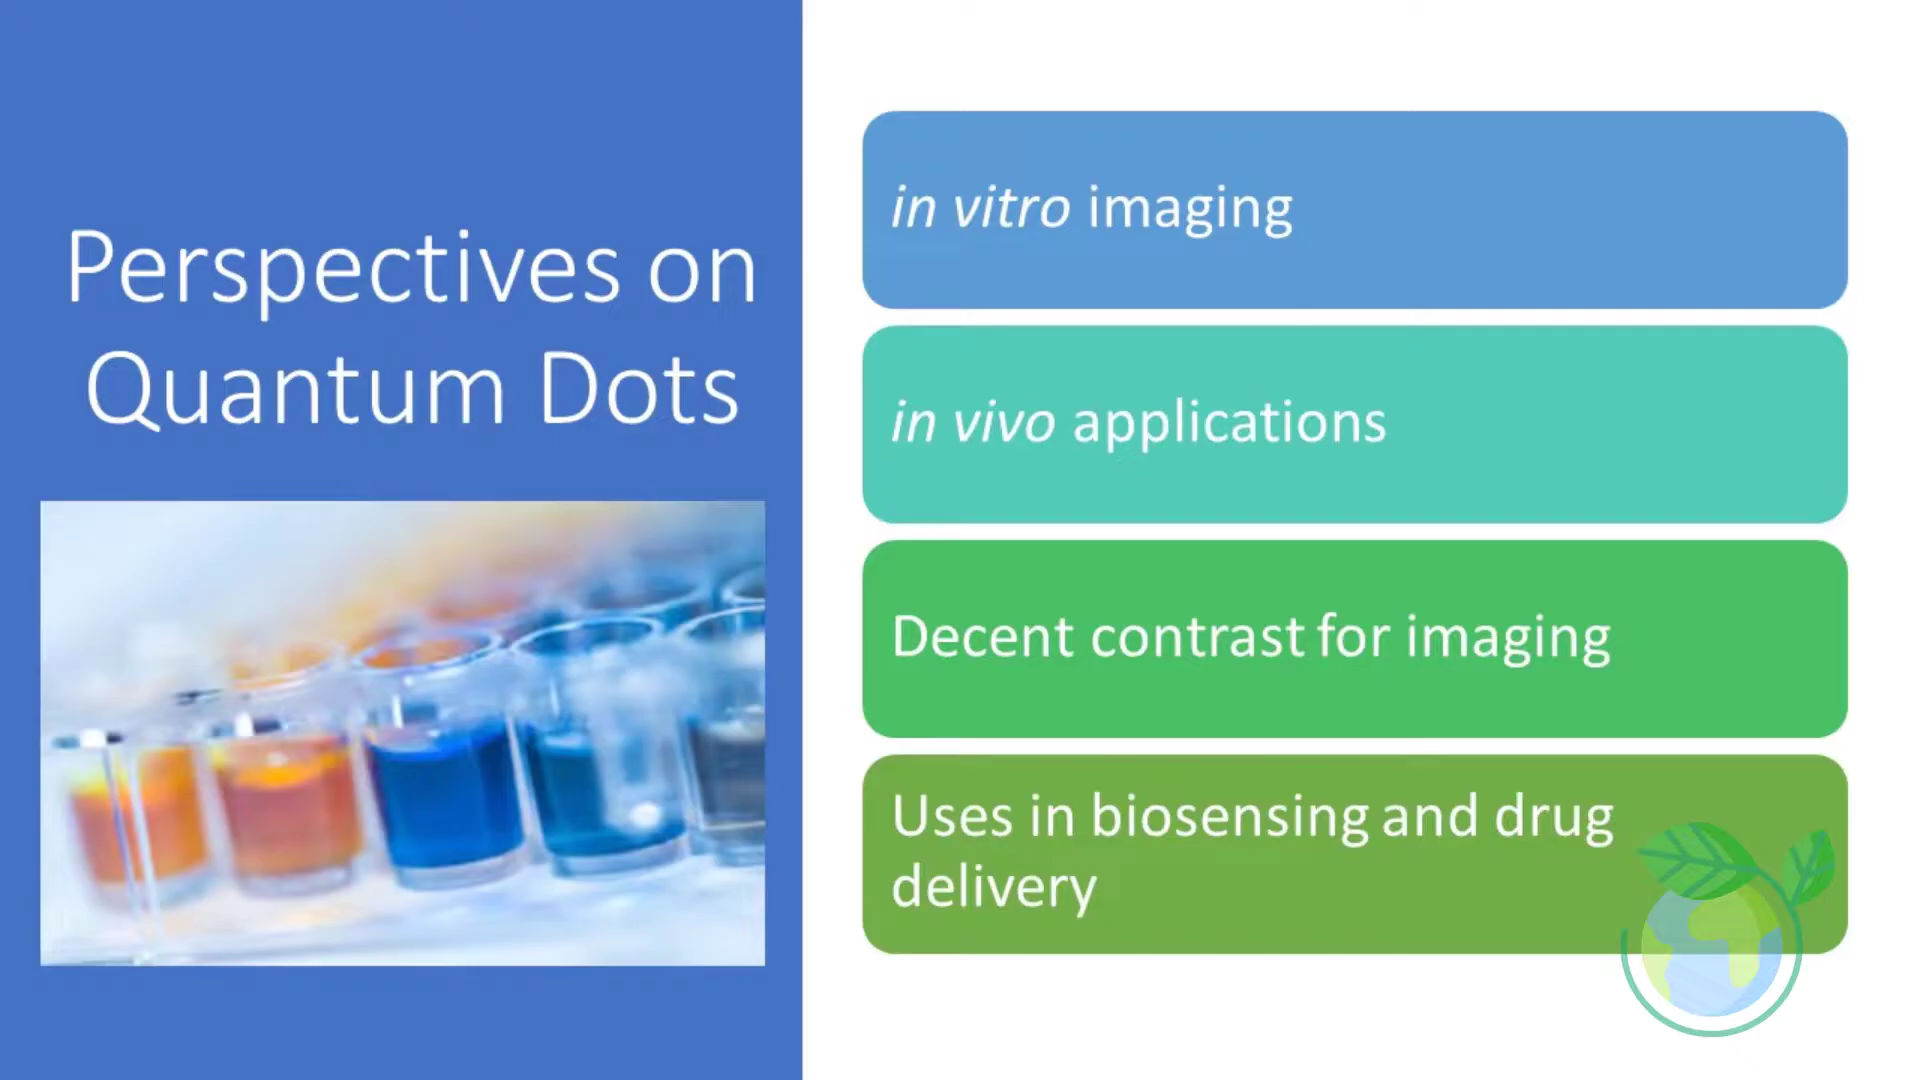 Perspectives on
Quantum Dots
in vitro imaging
in vivo applications
Decent contrast for imaging
Uses in biosensing and drug
delivery